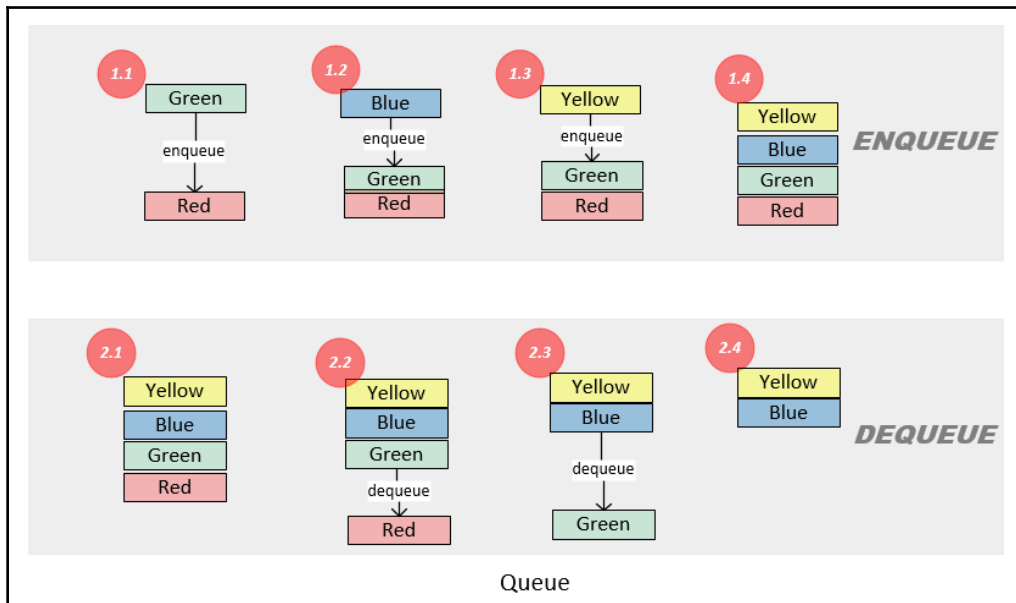 1.1
Green
enqueue
Red
1.2
Blue
enqueue
Green
Red
1.3
Yellow
enqueue
Green
Red
1.4
Yellow
Blue
Green
Red
ENQUEUE
2.1
Yellow
Blue
Green
Red
2.2
Yellow
Blue
Green
dequeue
Red
2.3
Yellow
Blue
dequeue
Green
2.4
Yellow
Blue
DEQUEUE
Queue